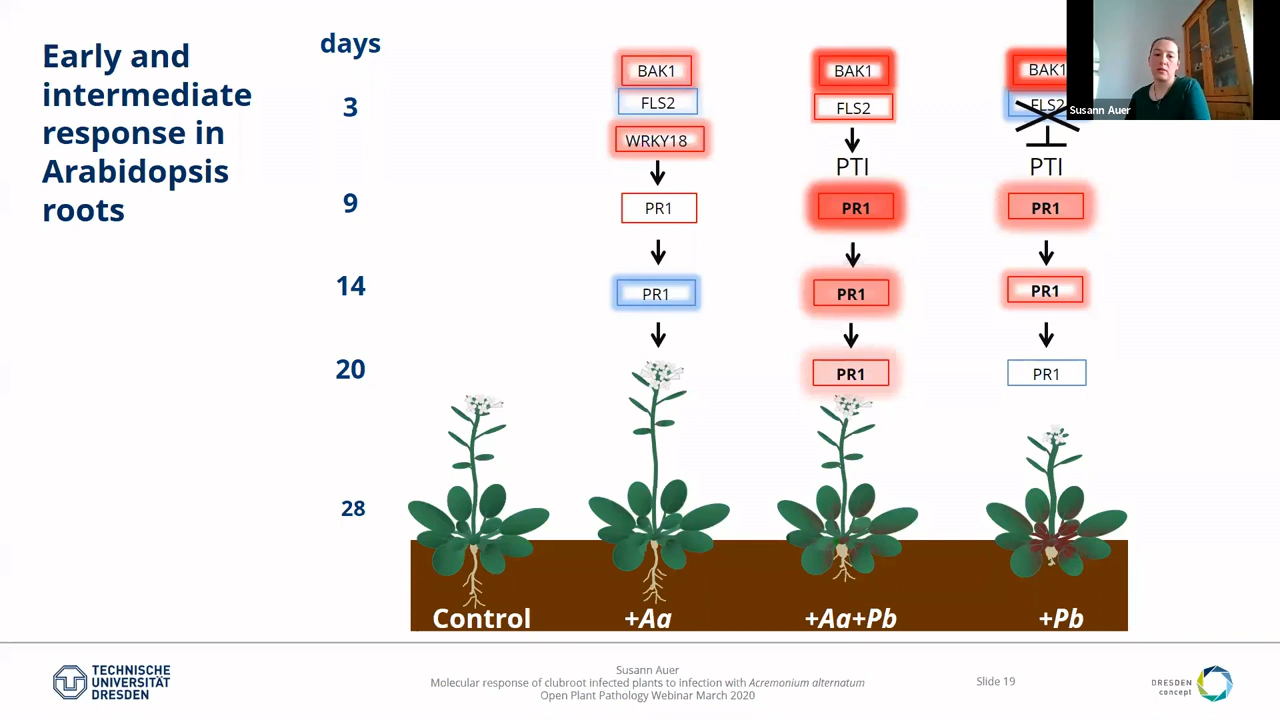 Early and
intermediate
response in
Arabidopsis
roots
days
3
9
14
20
28
BAK1
FLS2
WRKY18
PR1
PR1
BAK1
FLS2
PTI
PR1
PR1
PR1
BAK1
FLS2
PTI
PR1
PR1
PR1
Susann Auer
Control
+Aa
+Aa+Pb
+Pb
TECHNISCHE
UNIVERSITÄT
DRESDEN
Susann Auer
Molecular response of clubroot infected plants to infection with Acremonium alternatum
Open Plant Pathology Webinar March 2020
Slide 19
DRESDEN
concept